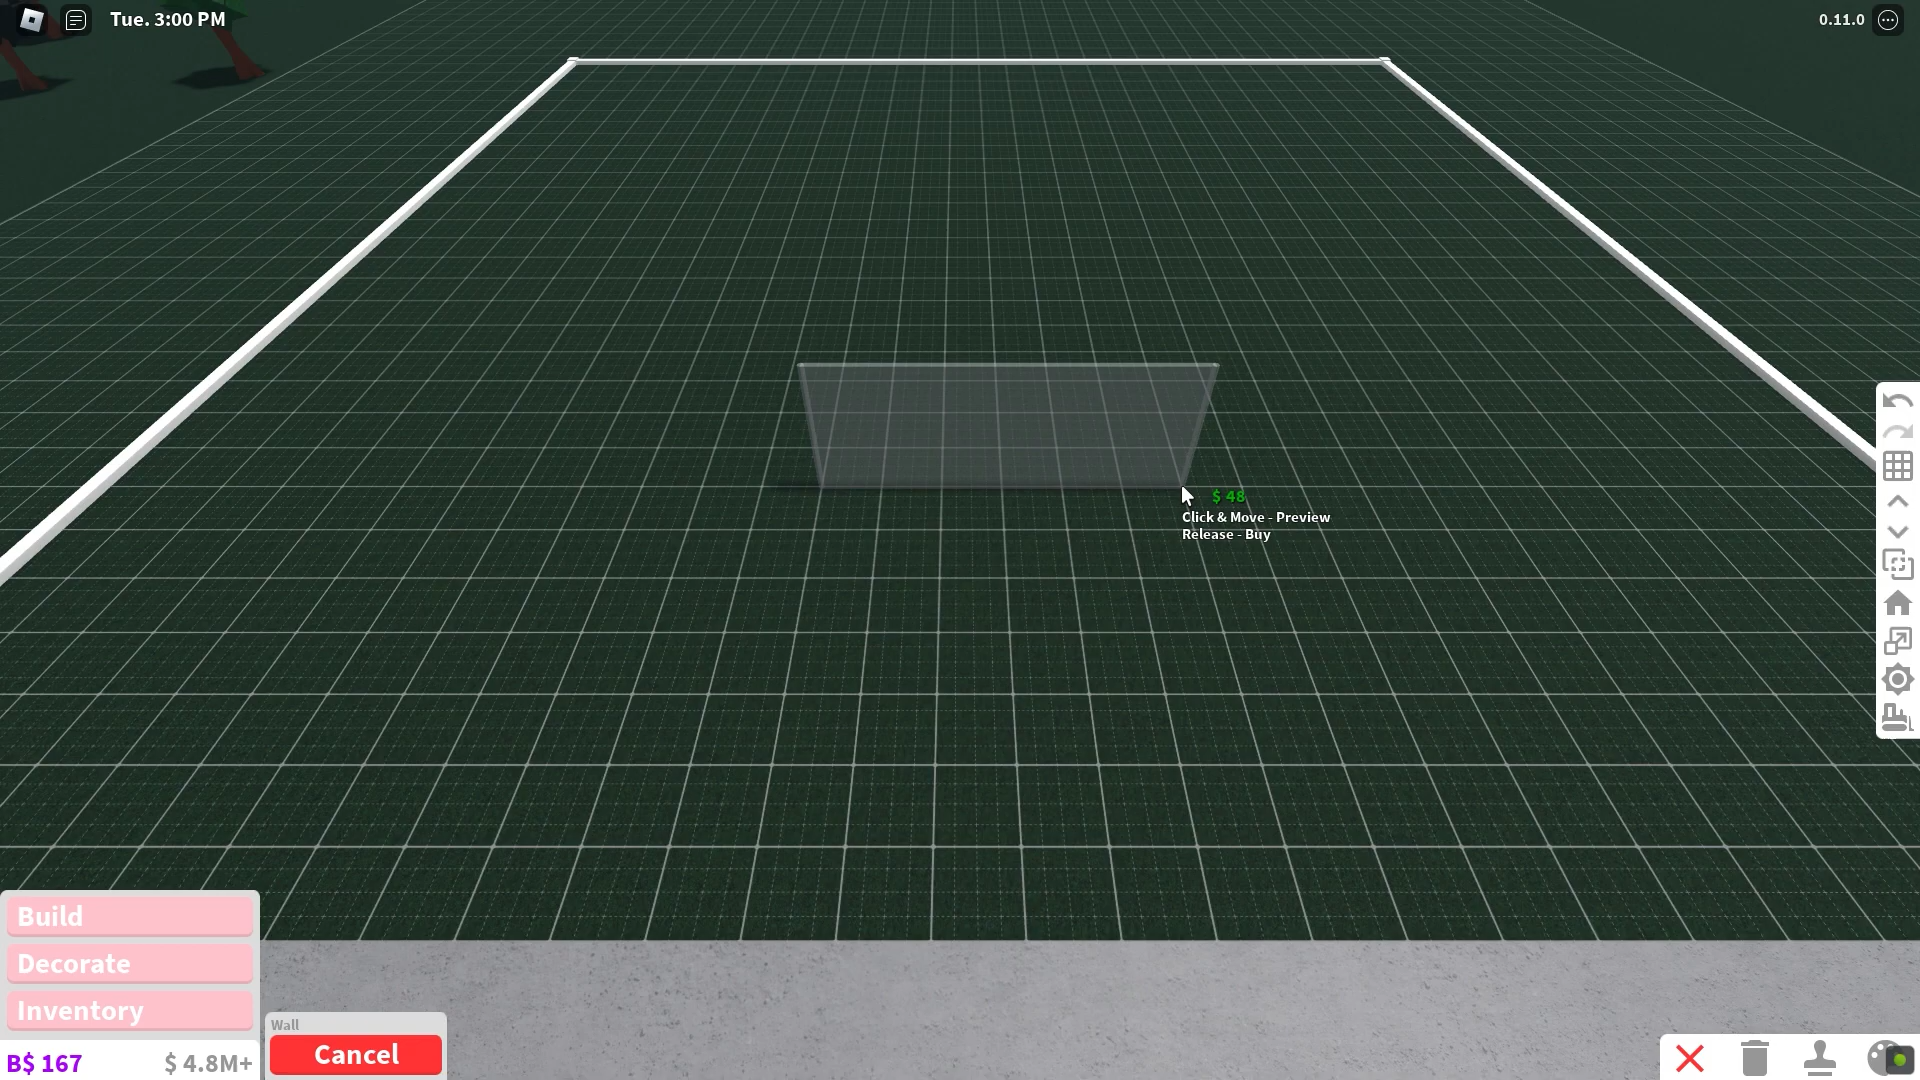 Tue. 3:00 PM
0.11.0
$ 48
Click & Move - Preview
Release - Buy
Build
Decorate
Inventory
Wall
Cancel
B$ 167
$ 4.8M+